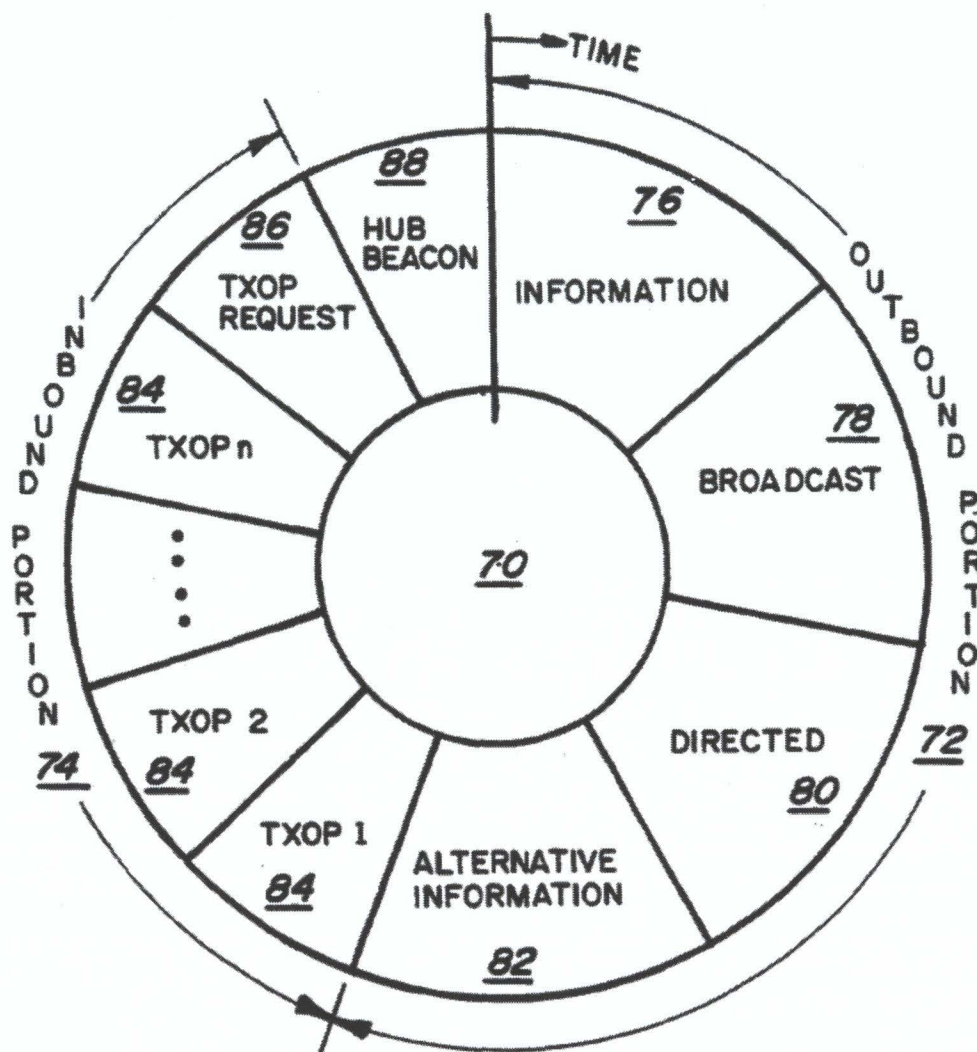 TIME
OUTBOUND PORTION
72
76
INFORMATION
78
BROADCAST
DIRECTED
80
ALTERNATIVE
INFORMATION
82
TXOP 1
84
TXOP 2
84
TXOP n
84
TXOP
REQUEST
86
HUB
BEACON
88
70
INBOUND PORTION
74